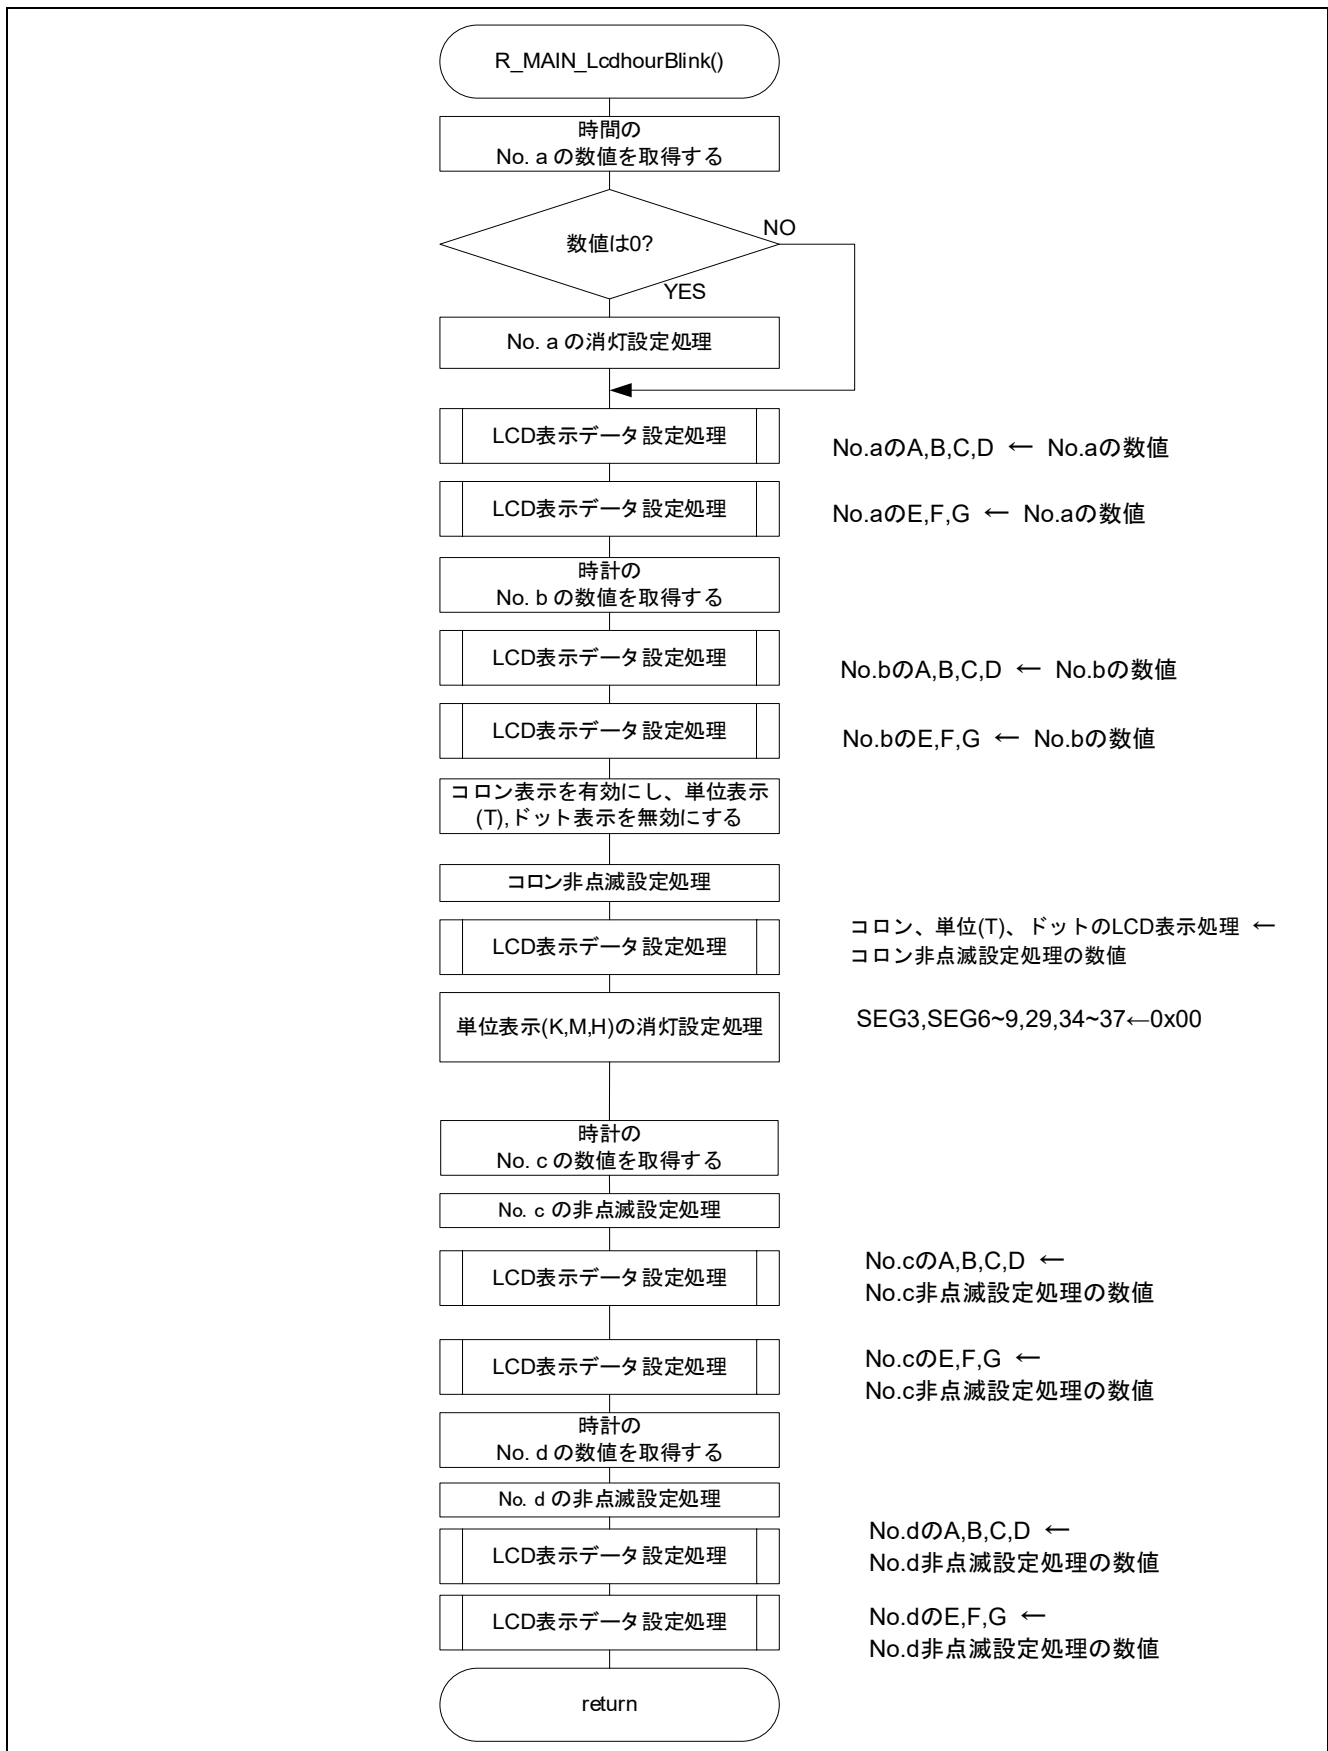 R_MAIN_LcdhourBlink()
時間の
No. a の数値を取得する
数値は0?
NO
YES
No. a の消灯設定処理
LCD表示データ設定処理
No.aのA,B,C,D ← No.aの数値
LCD表示データ設定処理
No.aのE,F,G ← No.aの数値
時計の
No. b の数値を取得する
LCD表示データ設定処理
No.bのA,B,C,D ← No.bの数値
LCD表示データ設定処理
No.bのE,F,G ← No.bの数値
コロン表示を有効にし、単位表示
(T),ドット表示を無効にする
コロン非点滅設定処理
LCD表示データ設定処理
コロン、単位(T)、ドットのLCD表示処理 ←
コロン非点滅設定処理の数値
単位表示(K,M,H)の消灯設定処理
SEG3,SEG6~9,29,34~37←0x00
時計の
No. c の数値を取得する
No. c の非点滅設定処理
LCD表示データ設定処理
No.cのA,B,C,D ←
No.c非点滅設定処理の数値
LCD表示データ設定処理
No.cのE,F,G ←
No.c非点滅設定処理の数値
時計の
No. d の数値を取得する
No. d の非点滅設定処理
LCD表示データ設定処理
No.dのA,B,C,D ←
No.d非点滅設定処理の数値
LCD表示データ設定処理
No.dのE,F,G ←
No.d非点滅設定処理の数値
return